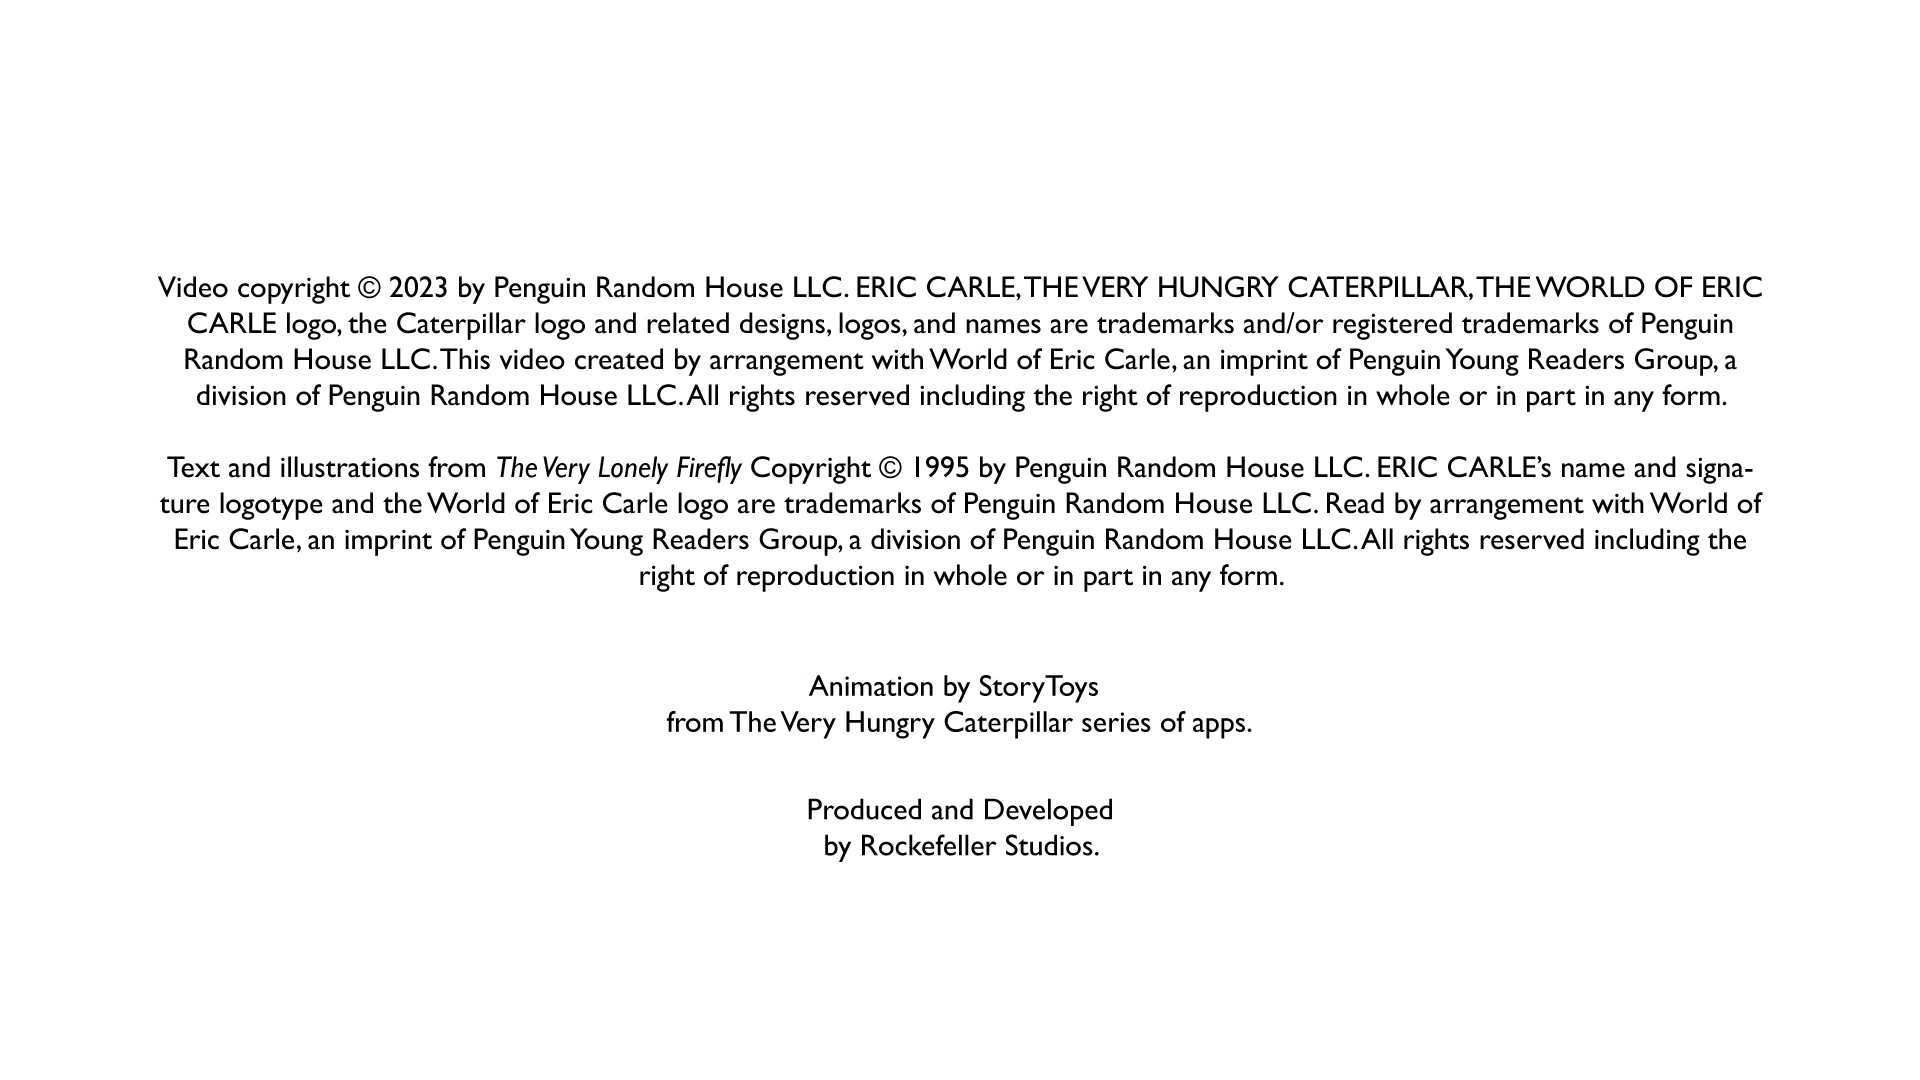 Video copyright © 2023 by Penguin Random House LLC. ERIC CARLE, THE VERY HUNGRY CATERPILLAR, THE WORLD OF ERIC
CARLE logo, the Caterpillar logo and related designs, logos, and names are trademarks and/or registered trademarks of Penguin
Random House LLC. This video created by arrangement with World of Eric Carle, an imprint of Penguin Young Readers Group, a
division of Penguin Random House LLC. All rights reserved including the right of reproduction in whole or in part in any form.
Text and illustrations from The Very Lonely Firefly Copyright © 1995 by Penguin Random House LLC. ERIC CARLE’s name and signa-
ture logotype and the World of Eric Carle logo are trademarks of Penguin Random House LLC. Read by arrangement with World of
Eric Carle, an imprint of Penguin Young Readers Group, a division of Penguin Random House LLC. All rights reserved including the
right of reproduction in whole or in part in any form.
Animation by StoryToys
from The Very Hungry Caterpillar series of apps.
Produced and Developed
by Rockefeller Studios.